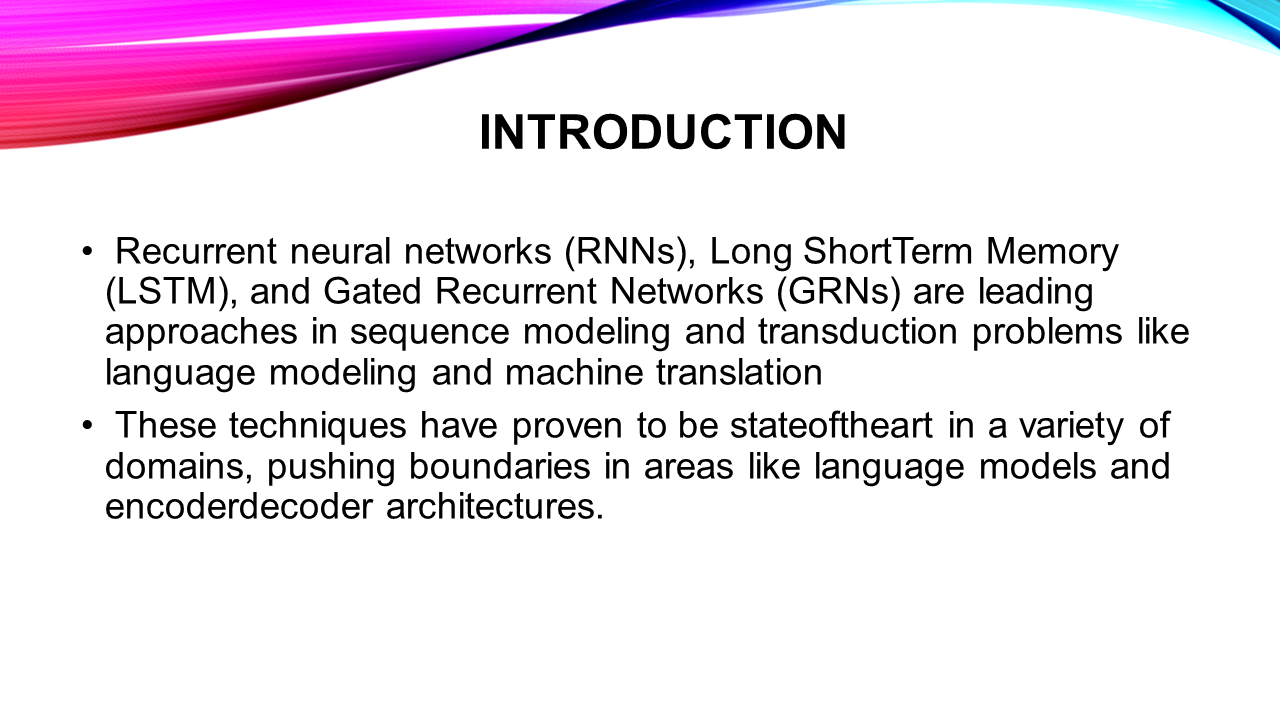 INTRODUCTION
• Recurrent neural networks (RNNs), Long ShortTerm Memory
(LSTM), and Gated Recurrent Networks (GRNs) are leading
approaches in sequence modeling and transduction problems like
language modeling and machine translation
• These techniques have proven to be stateoftheart in a variety of
domains, pushing boundaries in areas like language models and
encoderdecoder architectures.